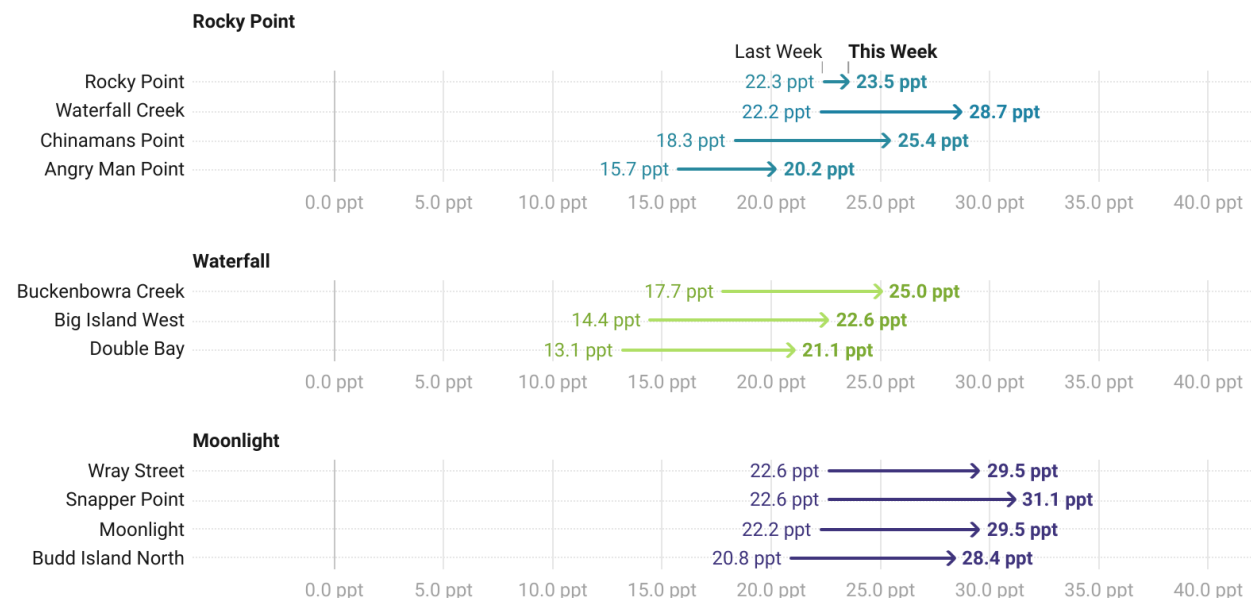 Rocky Point
Last Week This Week
Rocky Point 22.3 ppt 23.5 ppt
Waterfall Creek 22.2 ppt 28.7 ppt
Chinamans Point 18.3 ppt 25.4 ppt
Angry Man Point 15.7 ppt 20.2 ppt
0.0 ppt 5.0 ppt 10.0 ppt 15.0 ppt 20.0 ppt 25.0 ppt 30.0 ppt 35.0 ppt 40.0 ppt
Waterfall
Buckenbowra Creek 17.7 ppt 25.0 ppt
Big Island West 14.4 ppt 22.6 ppt
Double Bay 13.1 ppt 21.1 ppt
0.0 ppt 5.0 ppt 10.0 ppt 15.0 ppt 20.0 ppt 25.0 ppt 30.0 ppt 35.0 ppt 40.0 ppt
Moonlight
Wray Street 22.6 ppt 29.5 ppt
Snapper Point 22.6 ppt 31.1 ppt
Moonlight 22.2 ppt 29.5 ppt
Budd Island North 20.8 ppt 28.4 ppt
0.0 ppt 5.0 ppt 10.0 ppt 15.0 ppt 20.0 ppt 25.0 ppt 30.0 ppt 35.0 ppt 40.0 ppt